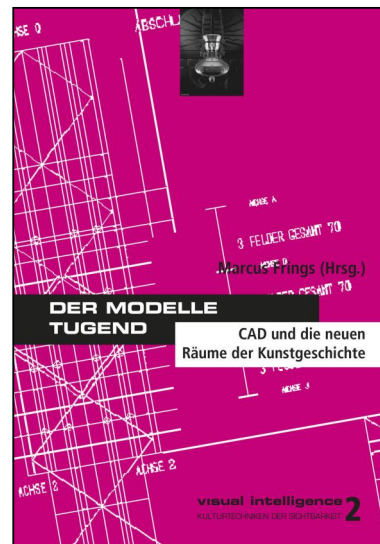 ACHSE 0
ABSCHL
ACHSE A
3 FELDER GESAMT 70
Marcus Frings (Hrsg.)
DER MODELLE
TUGEND
CAD und die neuen
Räume der Kunstgeschichte
ACHSE J
ACHSE 2
ACHSE 2
visual intelligence 2
KULTURTECHNIKEN DER SICHTBARKEIT